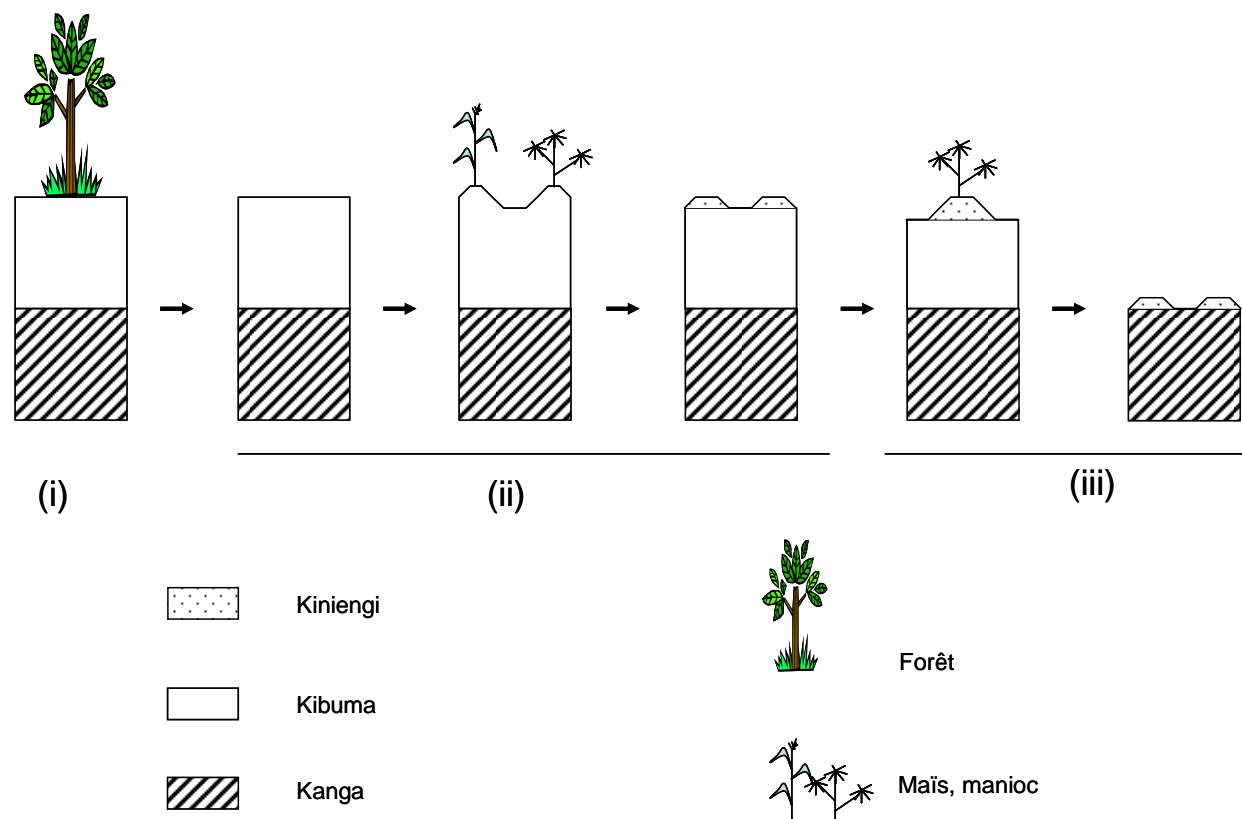 (i)
(ii)
(iii)
Kiniengi
Forêt
Kibuma
Kanga
Maïs, manioc